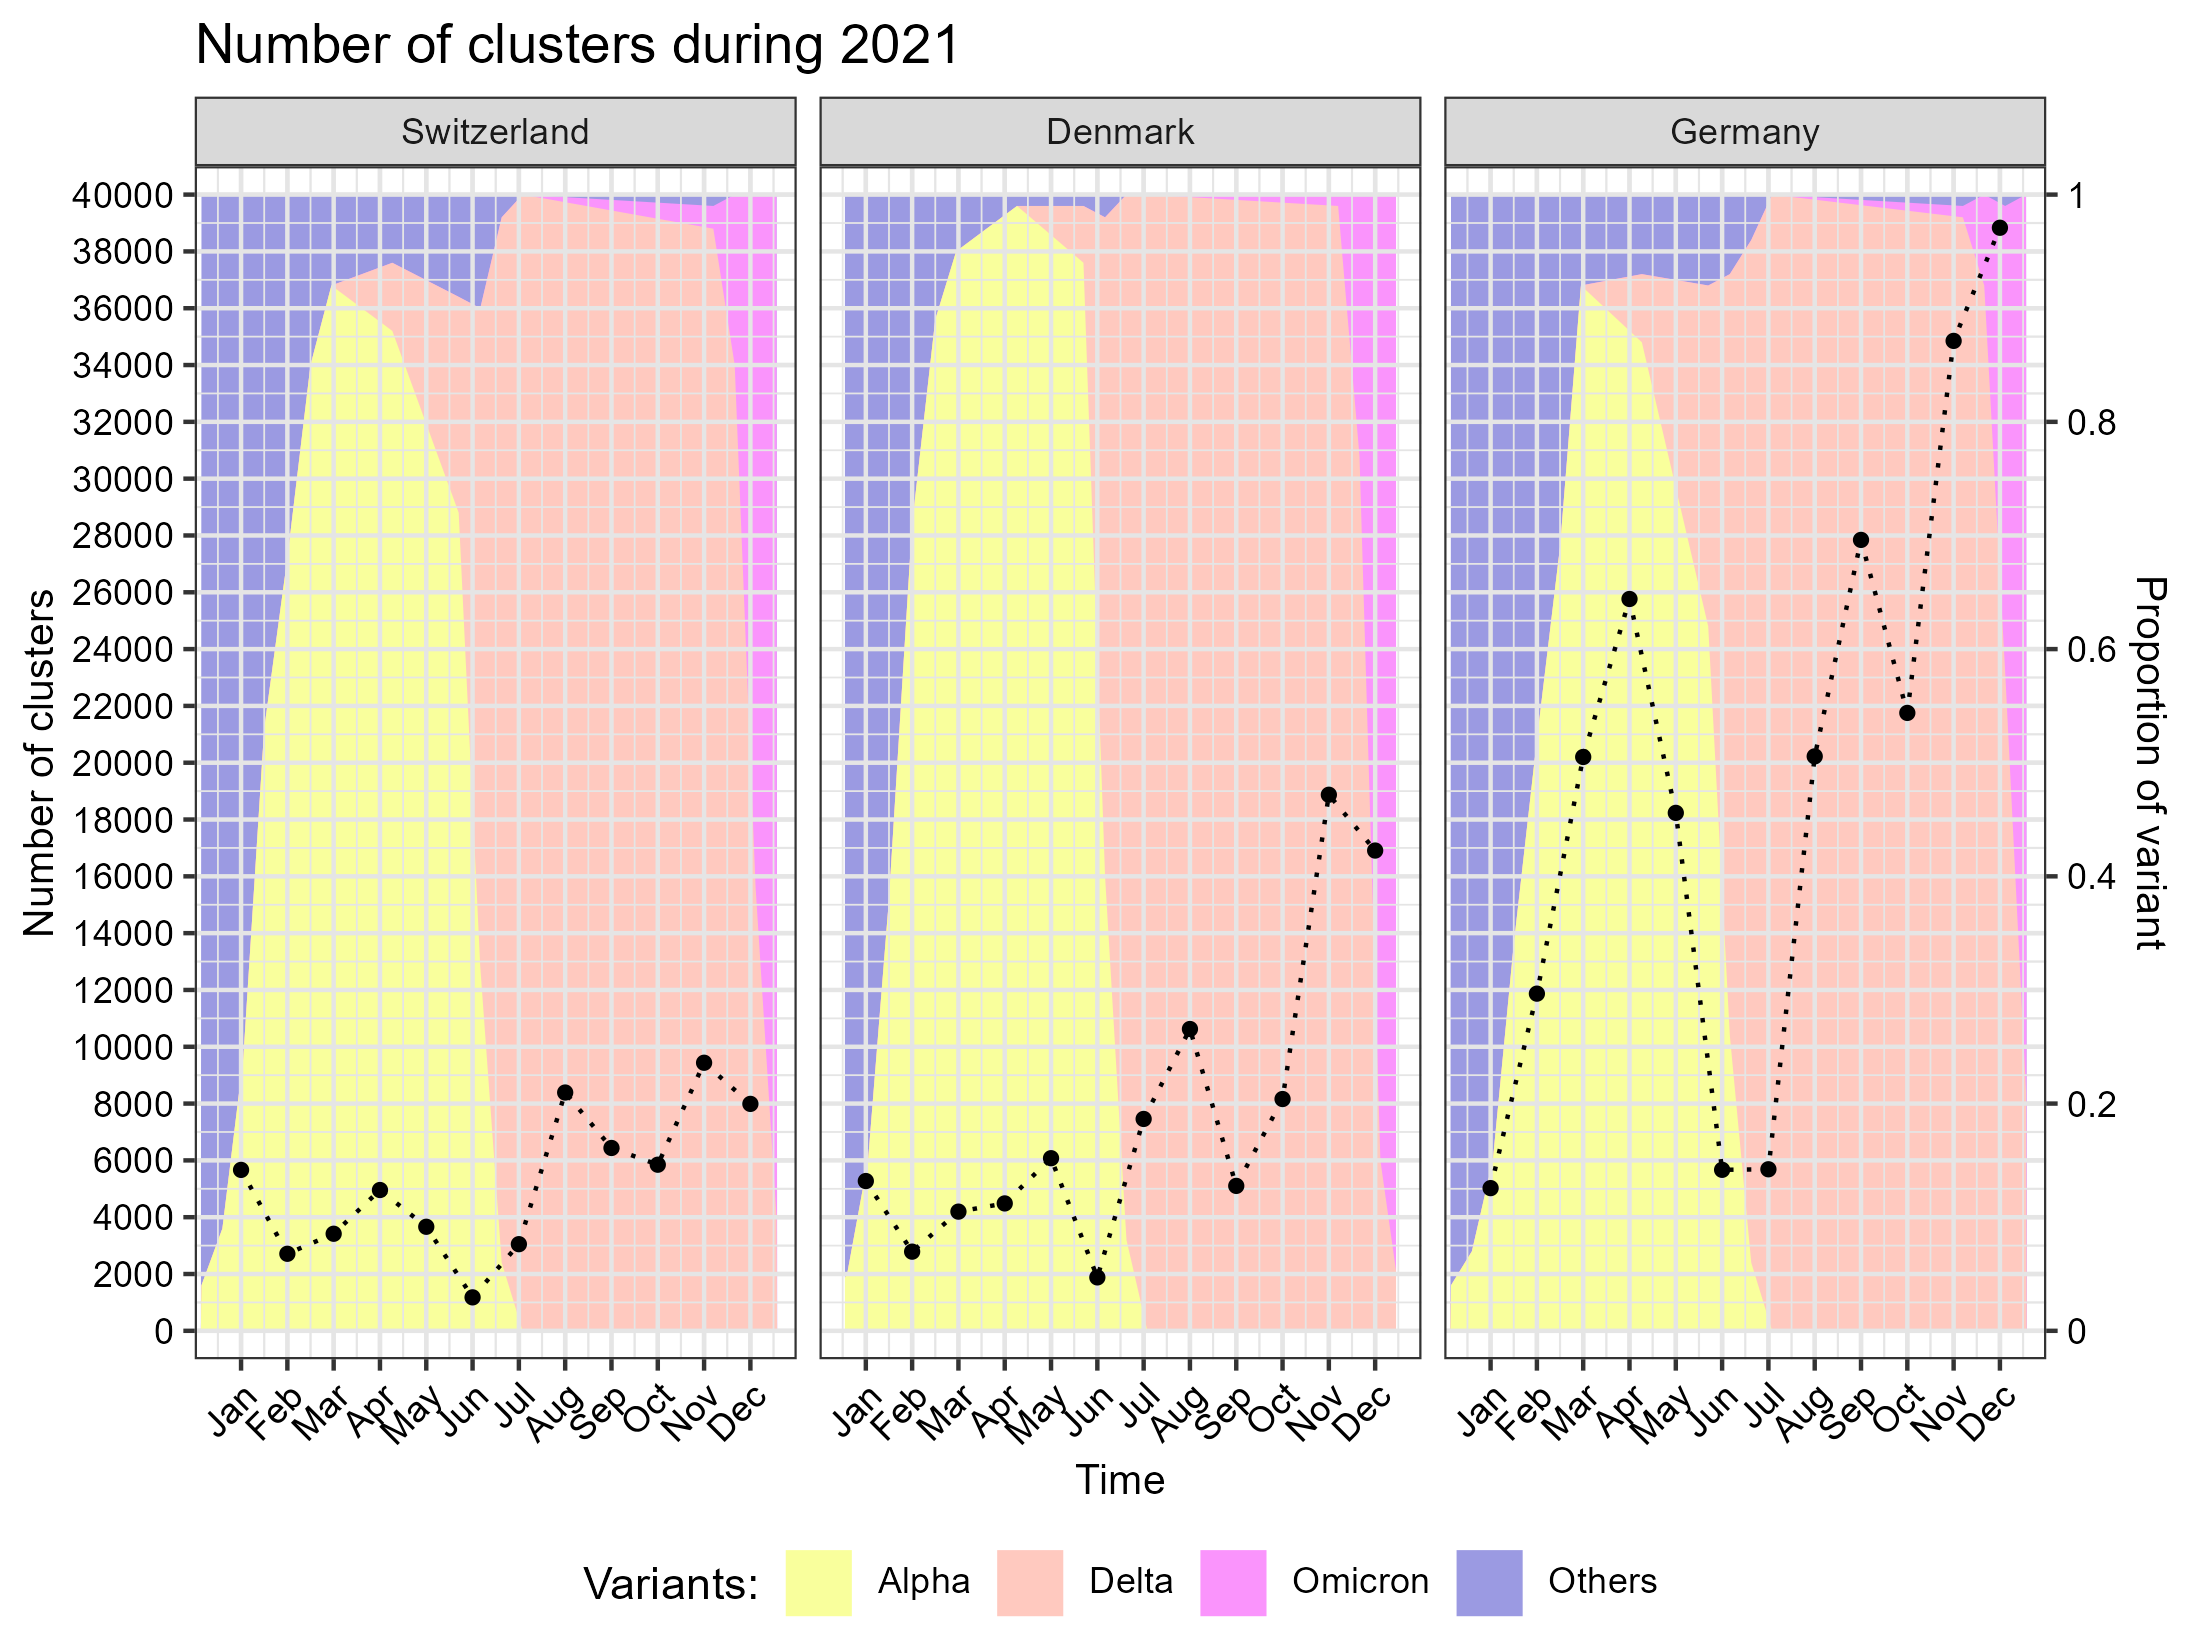 Number of clusters during 2021
Switzerland
Denmark
Germany
Number of clusters
40000
38000
36000
34000
32000
30000
28000
26000
24000
22000
20000
18000
16000
14000
12000
10000
8000
6000
4000
2000
0
1
0.8
0.6
0.4
0.2
0
Proportion of variant
Jan Feb Mar Apr May Jun Jul Aug Sep Oct Nov Dec
Jan Feb Mar Apr May Jun Jul Aug Sep Oct Nov Dec
Jan Feb Mar Apr May Jun Jul Aug Sep Oct Nov Dec
Time
Variants: Alpha Delta Omicron Others